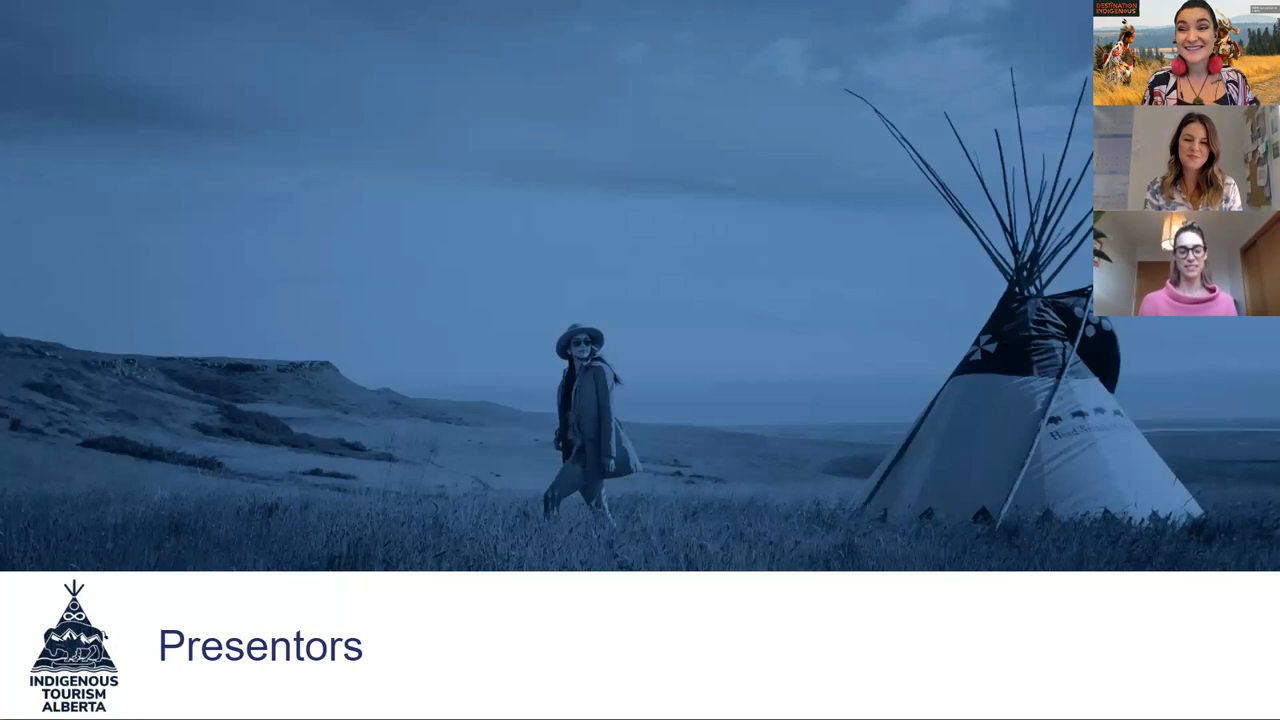 DESTINATION
INDIGENOUS
Presentors
INDIGENOUS
TOURISM
ALBERTA